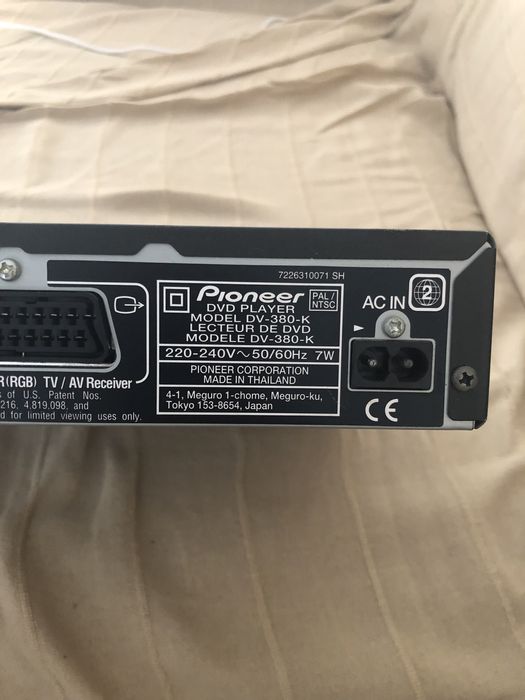 7226310071 SH
Pioneer
PAL /
NTSC
DVD PLAYER
MODEL DV-380-K
LECTEUR DE DVD
MODELE DV-380-K
220-240V～50/60Hz 7W
PIONEER CORPORATION
MADE IN THAILAND
4-1, Meguro 1-chome, Meguro-ku,
Tokyo 153-8654, Japan
AC IN
2
CE
R(RGB) TV / AV Receiver
s of U.S. Patent Nos.
216, 4.819.098, and
d for limited viewing uses only.